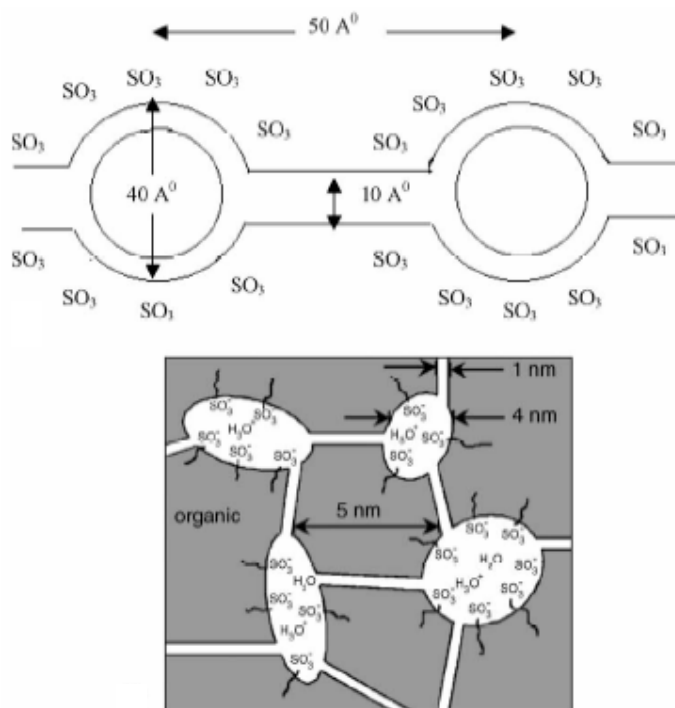 50 A⁰
SO₃ SO₃ SO₃ SO₃ SO₃
SO₃ SO₃
SO₃ SO₃ SO₃ SO₃
40 A⁰ 10 A⁰
SO₃ SO₃ SO₁
SO₃ SO₃ SO₃ SO₃
SO₃ SO₃
1 nm
SO₃⁻ SO₃⁻ SO₃⁻
H₃O⁺ 4 nm
SO₃⁻ H₃O⁺ SO₃⁻
SO₃⁻ SO₃⁻ SO₃⁻
organic 5 nm
SO₃⁻ SO₃⁻
SO₃⁻ SO₃⁻
SO₃⁻ H₂O
H₂O H₃O⁺ SO₃⁻
SO₃⁻ SO₃⁻ SO₃⁻
SO₃⁻ SO₃⁻
H₃O⁺
SO₃⁻